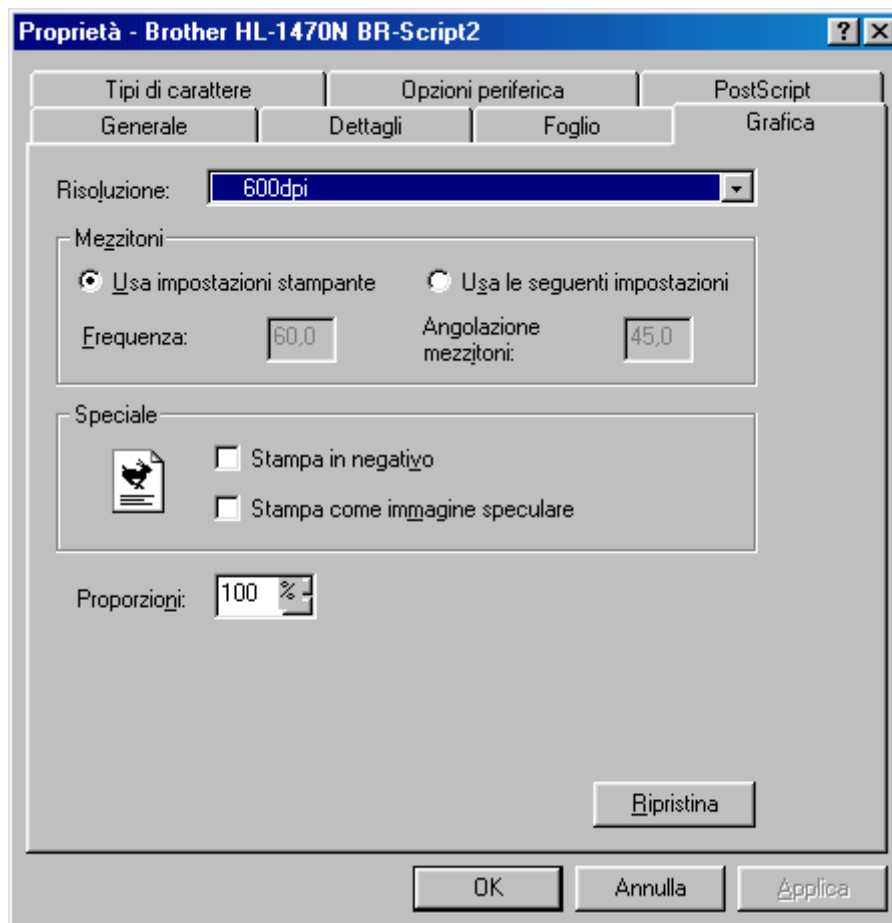 Proprietà - Brother HL-1470N BR-Script2
Tipi di carattere Opzioni periferica PostScript
Generale Dettagli Foglio Grafica
Risoluzione: 600dpi
Mezzitoni
Usa impostazioni stampante Usa le seguenti impostazioni
Frequenza: 60,0 Angolazione mezzitoni: 45,0
Speciale
Stampa in negativo
Stampa come immagine speculare
Proporzioni: 100 %
Ripristina
OK Annulla Applica